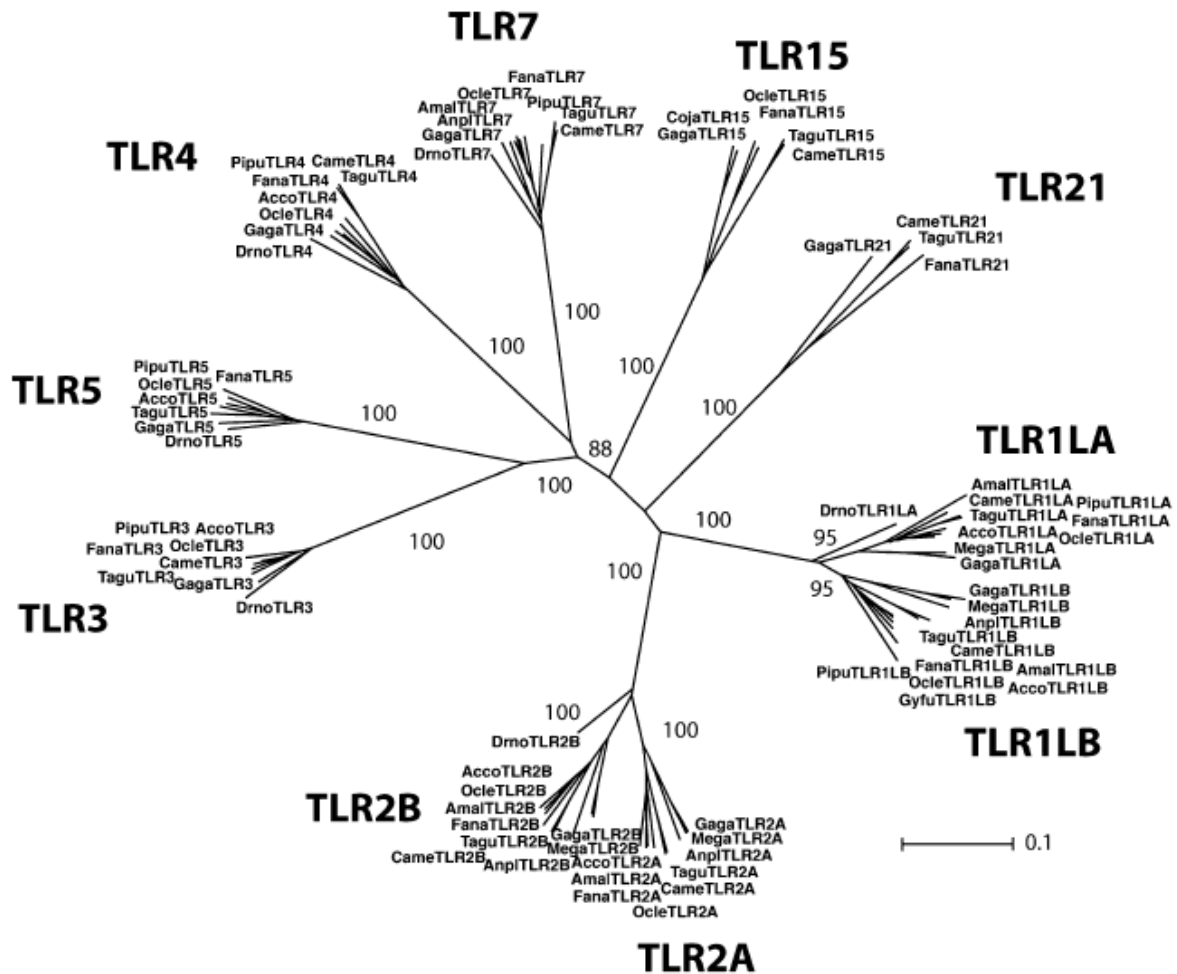 TLR7
FanaTLR7
OcleTLR7
PipuTLR7
AmalTLR7
TaguTLR7
AnplTLR7
CameTLR7
GagaTLR7
DrnoTLR7
100
TLR15
OcleTLR15
FanaTLR15
CojaTLR15
GagaTLR15
TaguTLR15
CameTLR15
100
TLR4
PipuTLR4 CameTLR4
FanaTLR4 TaguTLR4
AccoTLR4
OcleTLR4
GagaTLR4
DrnoTLR4
100
TLR21
CameTLR21
TaguTLR21
GagaTLR21
FanaTLR21
100
TLR5
PipuTLR5
FanaTLR5
OcleTLR5
AccoTLR5
TaguTLR5
GagaTLR5
DrnoTLR5
100
88
100
TLR1LA
AmalTLR1LA
CameTLR1LA PipuTLR1LA
DrnoTLR1LA
TaguTLR1LA FanaTLR1LA
AccoTLR1LA OcleTLR1LA
MegaTLR1LA
GagaTLR1LA
100
95
95
PipuTLR3 AccoTLR3
FanaTLR3 OcleTLR3
CameTLR3
TaguTLR3 GagaTLR3
DrnoTLR3
TLR3
100
100
GagaTLR1LB
MegaTLR1LB
AnplTLR1LB
TaguTLR1LB
CameTLR1LB
PipuTLR1LB FanaTLR1LB AmalTLR1LB
OcleTLR1LB AccoTLR1LB
GyfuTLR1LB
TLR1LB
100
100
DrnoTLR2B
AccoTLR2B
OcleTLR2B
TLR2B
AmalTLR2B
FanaTLR2B
TaguTLR2B GagaTLR2B
CameTLR2B MegaTLR2B
AnplTLR2B AccoTLR2A
AmalTLR2A
FanaTLR2A
OcleTLR2A
GagaTLR2A
MegaTLR2A
AnplTLR2A
TaguTLR2A
CameTLR2A
TLR2A
0.1